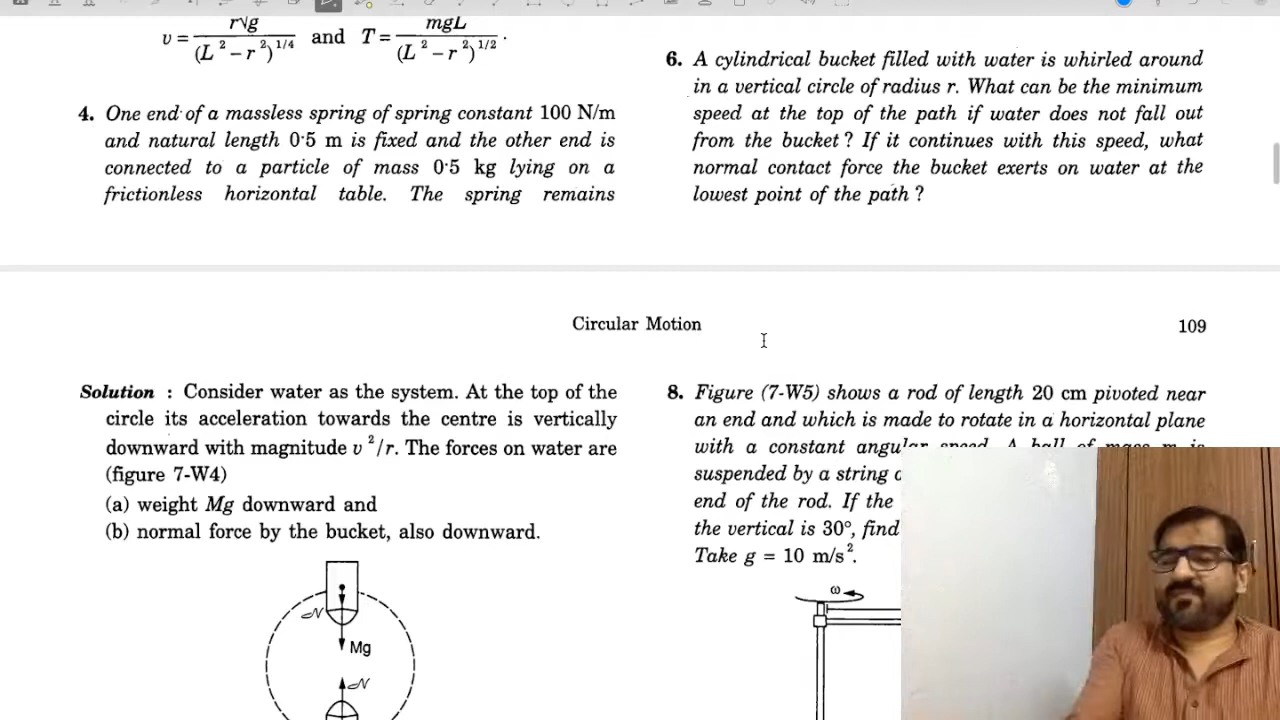 υ = r√g / (L² – r²)^1/4 and T = mgL / (L² – r²)^1/2 .
4. One end of a massless spring of spring constant 100 N/m
and natural length 0·5 m is fixed and the other end is
connected to a particle of mass 0·5 kg lying on a
frictionless horizontal table. The spring remains
6. A cylindrical bucket filled with water is whirled around
in a vertical circle of radius r. What can be the minimum
speed at the top of the path if water does not fall out
from the bucket ? If it continues with this speed, what
normal contact force the bucket exerts on water at the
lowest point of the path ?
Circular Motion
109
Solution : Consider water as the system. At the top of the
circle its acceleration towards the centre is vertically
downward with magnitude υ²/r. The forces on water are
(figure 7-W4)
(a) weight Mg downward and
(b) normal force by the bucket, also downward.
N
Mg
N
8. Figure (7-W5) shows a rod of length 20 cm pivoted near
an end and which is made to rotate in a horizontal plane
with a constant angular speed. A ball of mass m is
suspended by a string
end of the rod. If the
the vertical is 30°, find
Take g = 10 m/s².
ω